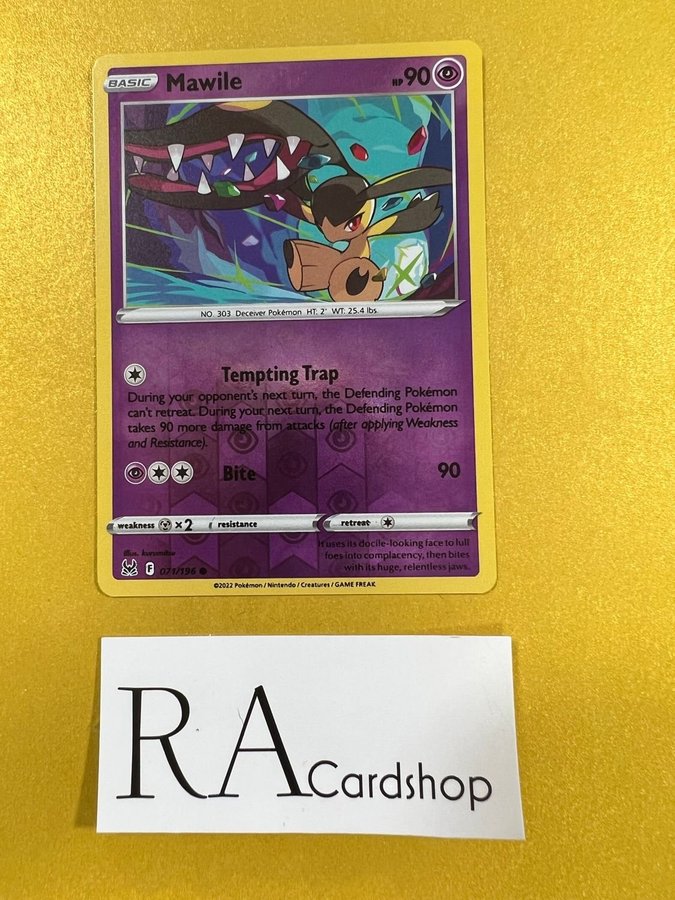 BASIC Mawile HP 90
NO. 303 Deceiver Pokémon HT: 2' WT: 25.4 lbs.
Tempting Trap
During your opponent's next turn, the Defending Pokémon
can't retreat. During your next turn, the Defending Pokémon
takes 90 more damage from attacks (after applying Weakness
and Resistance).
Bite 90
weakness ×2 resistance retreat
Illus. kurumitsu
It uses its docile-looking face to lull
foes into complacency, then bites
with its huge, relentless jaws.
F 071/196
©2022 Pokémon / Nintendo / Creatures / GAME FREAK
RA Cardshop